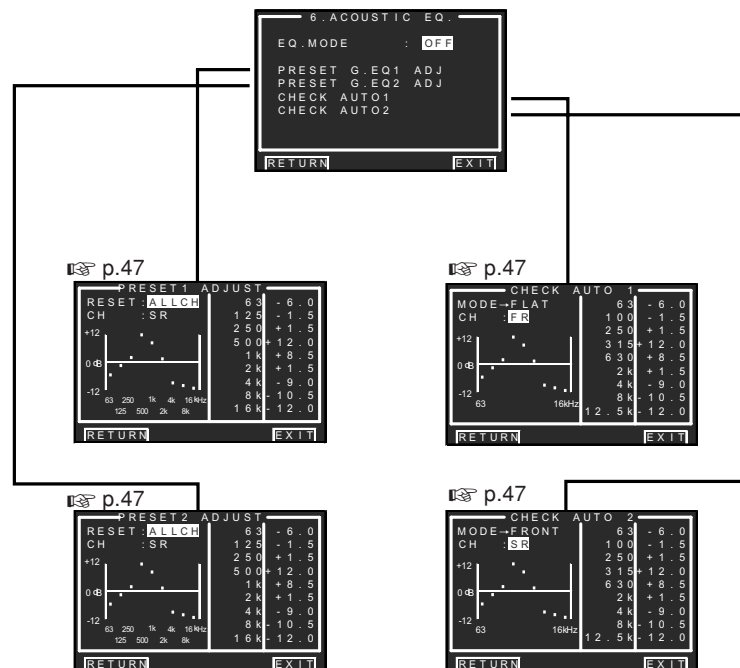 6.ACOUSTIC EQ.
EQ.MODE : OFF
PRESET G.EQ1 ADJ
PRESET G.EQ2 ADJ
CHECK AUTO1
CHECK AUTO2
RETURN EXIT
☞ p.47
PRESET1 ADJUST
RESET:ALLCH
CH :SR
+12
0dB
-12
63 250 1k 4k 16kHz
125 500 2k 8k
63 -6.0
125 -1.5
250 +1.5
500 +12.0
1k +8.5
2k +1.5
4k -9.0
8k -10.5
16k -12.0
RETURN EXIT
☞ p.47
CHECK AUTO 1
MODE→FLAT
CH :FR
+12
0dB
-12
63 16kHz
63 -6.0
100 -1.5
250 +1.5
315 +12.0
630 +8.5
2k +1.5
4k -9.0
8k -10.5
12.5k -12.0
RETURN EXIT
☞ p.47
PRESET2 ADJUST
RESET:ALLCH
CH :SR
+12
0dB
-12
63 250 1k 4k 16kHz
125 500 2k 8k
63 -6.0
125 -1.5
250 +1.5
500 +12.0
1k +8.5
2k +1.5
4k -9.0
8k -10.5
16k -12.0
RETURN EXIT
☞ p.47
CHECK AUTO 2
MODE→FRONT
CH :SR
+12
0dB
-12
63 16kHz
63 -6.0
100 -1.5
250 +1.5
315 +12.0
630 +8.5
2k +1.5
4k -9.0
8k -10.5
12.5k -12.0
RETURN EXIT